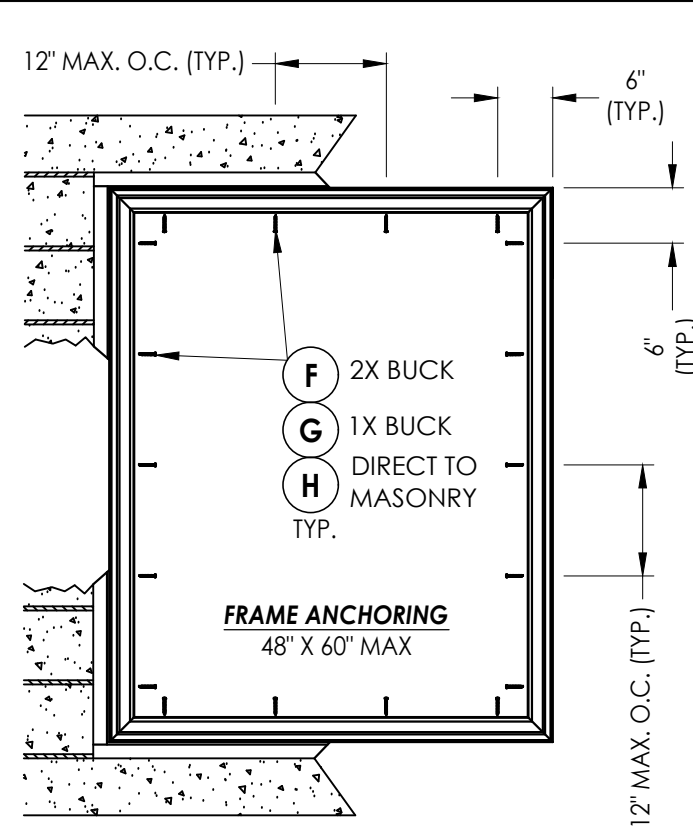 12" MAX. O.C. (TYP.)
6"
(TYP.)
6"
(TYP.)
F 2X BUCK
G 1X BUCK
H DIRECT TO
MASONRY
TYP.
FRAME ANCHORING
48" X 60" MAX
12" MAX. O.C. (TYP.)